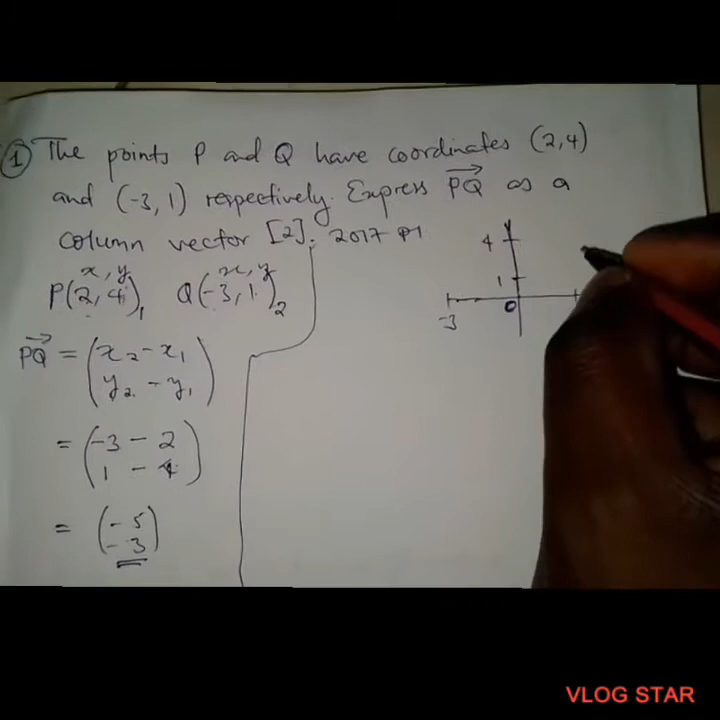 ① The points P and Q have coordinates (2,4)
and (-3, 1) respectively. Express PQ as a
column vector [2]. 2017 P1
x, y x, y
P(2, 4)1 Q(-3, 1)2
PQ = (x2 - x1
y2 - y1)
= (-3 - 2
1 - 4)
= (-5
-3)
4
1
0
-3
VLOG STAR